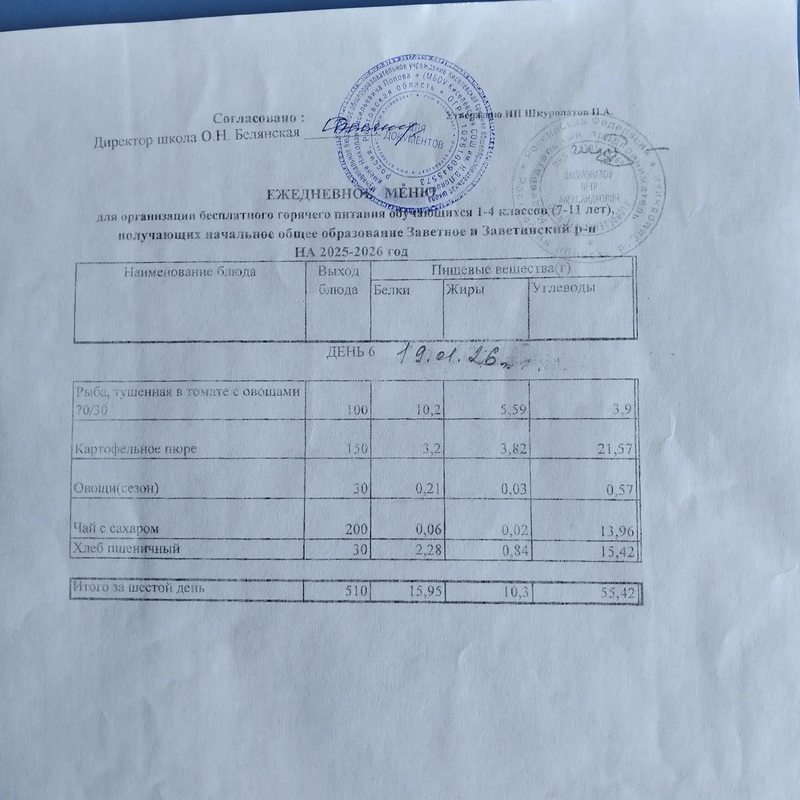 Согласовано :
Утверждаю ИП Шкуропатов П.А.
Директор школа О.Н. Белянская
ДОКУМЕНТОВ
ЕЖЕДНЕВНОЕ МЕНЮ
для организации бесплатного горячего питания обучающихся 1-4 классов (7-11 лет),
получающих начальное общее образование Заветное и Заветинский р-н
НА 2025-2026 год
Наименование блюда Выход блюда Пищевые вещества(г)
Белки Жиры Углеводы
ДЕНЬ 6 19.01.26
Рыба, тушенная в томате с овощами
70/30 100 10,2 5,59 3,9
Картофельное пюре 150 3,2 3,82 21,57
Овощи(сезон) 30 0,21 0,03 0,57
Чай с сахаром 200 0,06 0,02 13,96
Хлеб пшеничный 30 2,28 0,84 15,42
Итого за шестой день 510 15,95 10,3 55,42